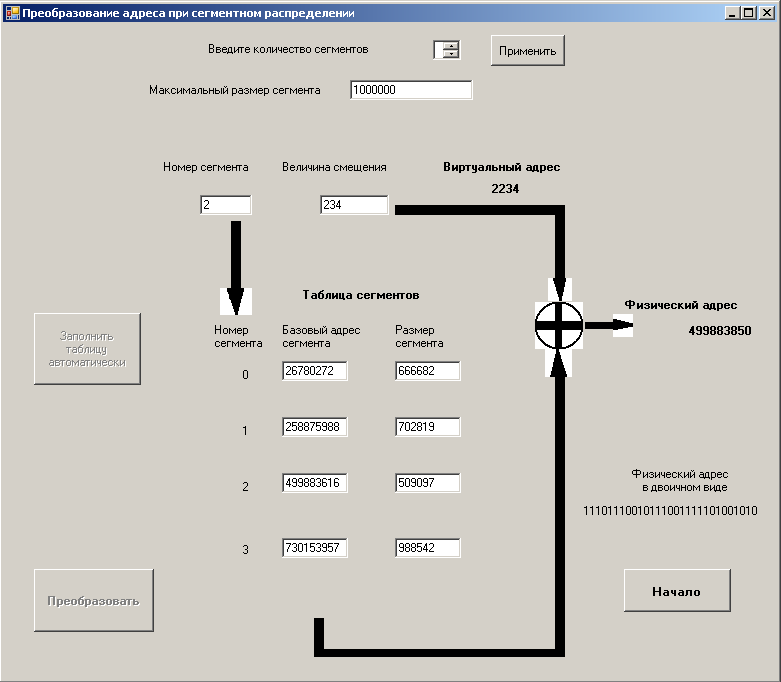 Преобразование адреса при сегментном распределении
Введите количество сегментов
Применить
Максимальный размер сегмента
1000000
Номер сегмента
Величина смещения
Виртуальный адрес
2234
2
234
Таблица сегментов
Физический адрес
499883850
Заполнить
таблицу
автоматически
Номер
сегмента
Базовый адрес
сегмента
Размер
сегмента
0 26780272 666682
1 258875988 702819
2 499883616 509097
3 730153957 988542
Физический адрес
в двоичном виде
11101110010111001111101001010
Преобразовать
Начало